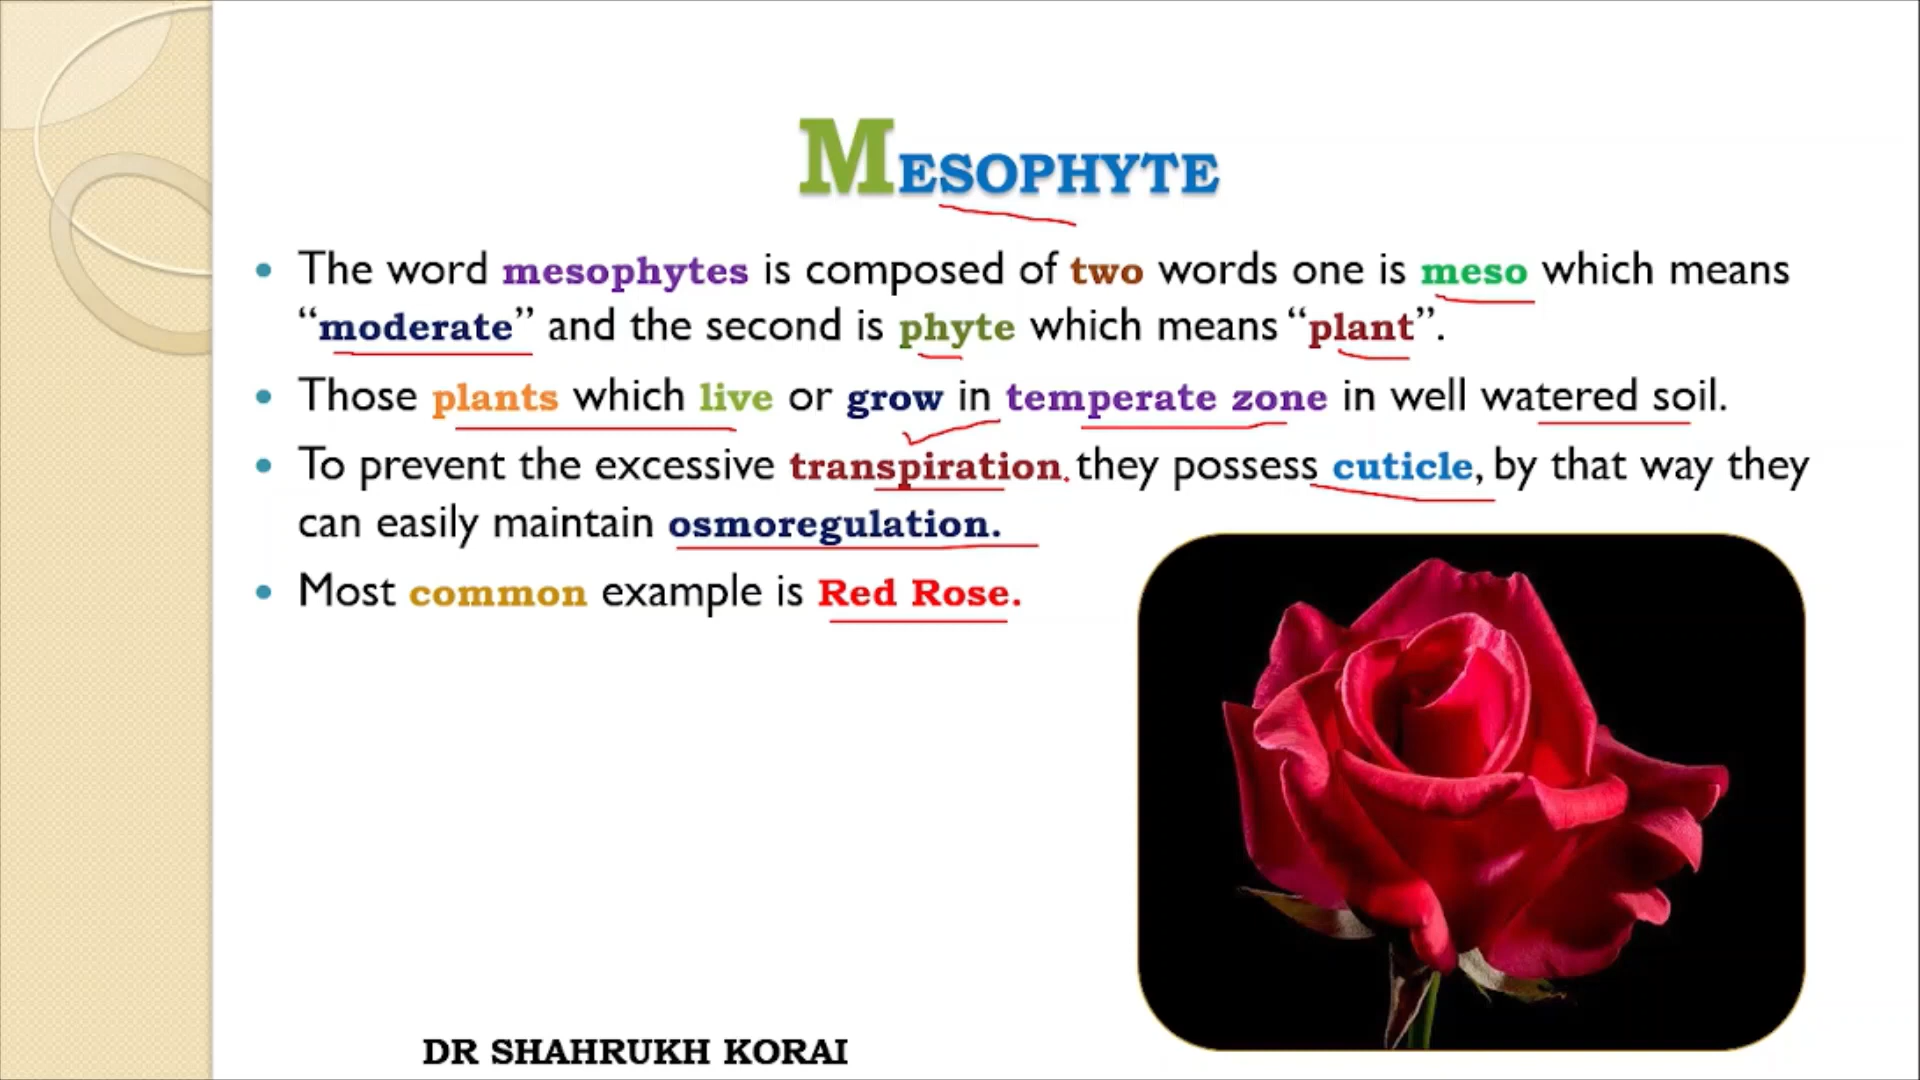 MESOPHYTE
The word mesophytes is composed of two words one is meso which means
“moderate” and the second is phyte which means “plant”.
Those plants which live or grow in temperate zone in well watered soil.
To prevent the excessive transpiration, they possess cuticle, by that way they
can easily maintain osmoregulation.
Most common example is Red Rose.
DR SHAHRUKH KORAI